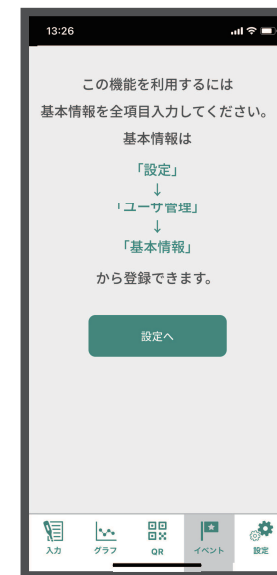 13:26
この機能を利用するには
基本情報を全項目入力してください。
基本情報は
「設定」
↓
「ユーザ管理」
↓
「基本情報」
から登録できます。
設定へ
入力
グラフ
QR
イベント
設定